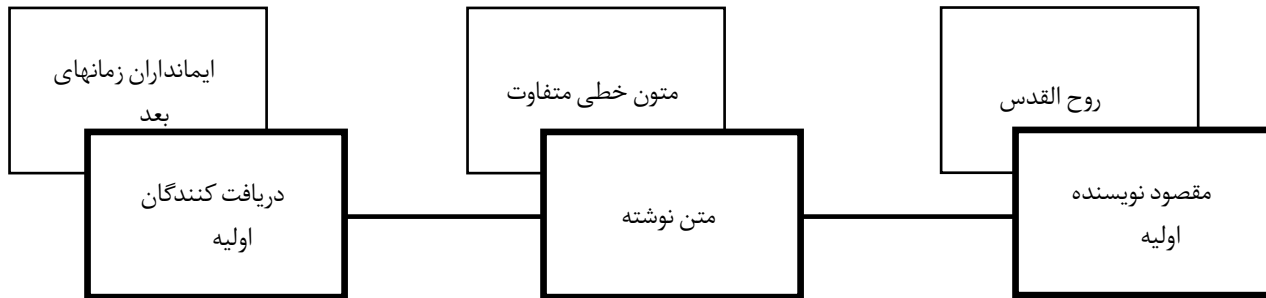 روح القدس
مقصود نویسنده
اولیه
متون خطی متفاوت
متن نوشته
ایمانداران زمانهای
بعد
دریافت کنندگان
اولیه